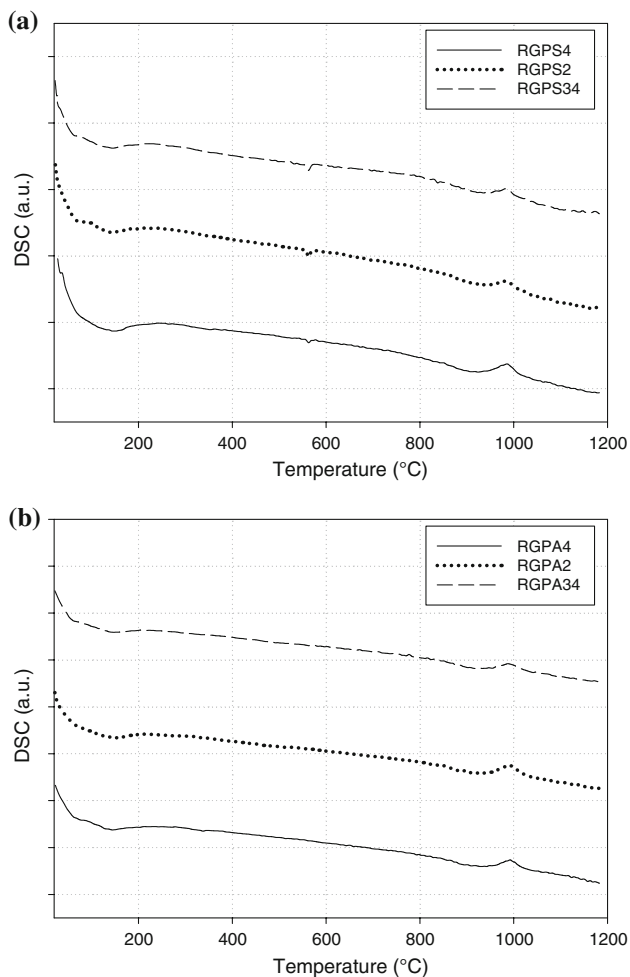 (a)
RGPS4
RGPS2
RGPS34
DSC (a.u.)
200 400 600 800 1000 1200
Temperature (°C)
(b)
RGPA4
RGPA2
RGPA34
DSC (a.u.)
200 400 600 800 1000 1200
Temperature (°C)